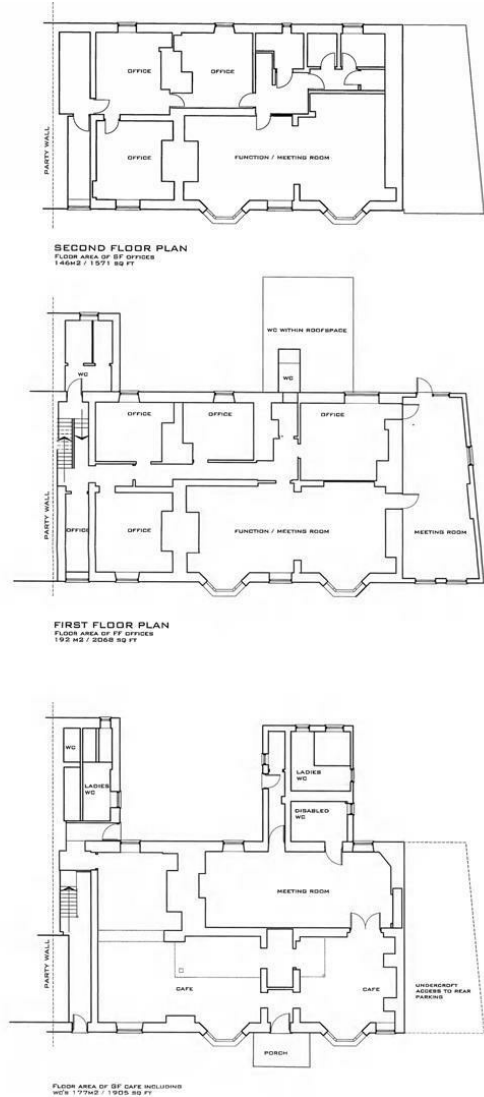 OFFICE
OFFICE
PARTY WALL
OFFICE
FUNCTION / MEETING ROOM
SECOND FLOOR PLAN
FLOOR AREA OF SF OFFICES
146M2 / 1571 SQ FT
WC WITHIN ROOFSPACE
WC
WC
OFFICE
OFFICE
OFFICE
PARTY WALL
OFFICE
OFFICE
FUNCTION / MEETING ROOM
MEETING ROOM
FIRST FLOOR PLAN
FLOOR AREA OF FF OFFICES
192 M2 / 2068 SQ FT
WC
LADIES
WC
LADIES
WC
DISABLED
WC
MEETING ROOM
PARTY WALL
CAFE
CAFE
UNDERCROFT
ACCESS TO REAR
PARKING
PORCH
FLOOR AREA OF GF CAFE INCLUDING
WC'S 177M2 / 1905 SQ FT